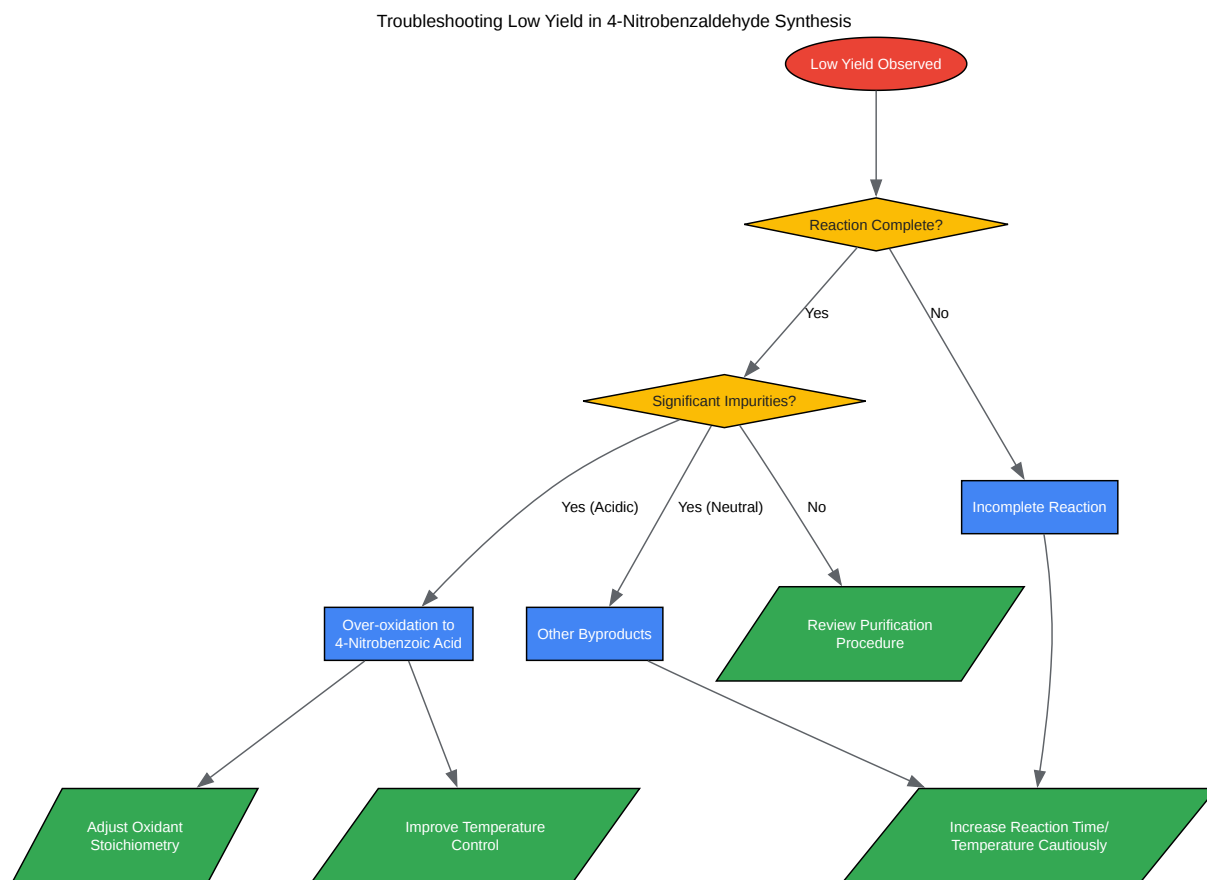 Troubleshooting Low Yield in 4-Nitrobenzaldehyde Synthesis
Low Yield Observed
Reaction Complete?
Yes
No
Significant Impurities?
Yes (Acidic)
Yes (Neutral)
No
Incomplete Reaction
Over-oxidation to
4-Nitrobenzoic Acid
Other Byproducts
Review Purification
Procedure
Adjust Oxidant
Stoichiometry
Improve Temperature
Control
Increase Reaction Time/
Temperature Cautiously